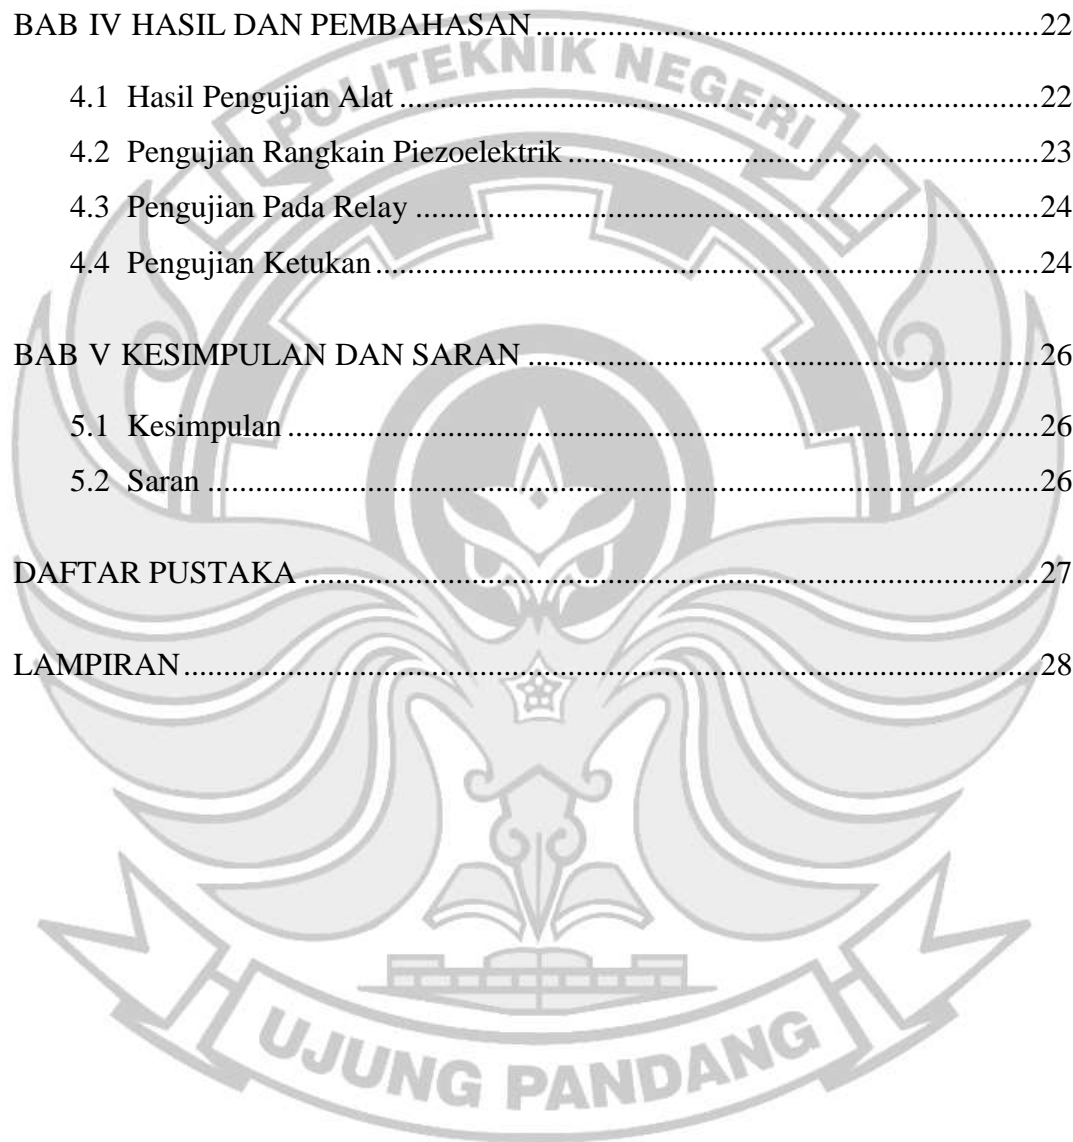 BAB IV HASIL DAN PEMBAHASAN..............................................................22
POLITEKNIK NEGERI
4.1 Hasil Pengujian Alat...............................................................................22
4.2 Pengujian Rangkain Piezoelektrik..........................................................23
4.3 Pengujian Pada Relay.............................................................................24
4.4 Pengujian Ketukan..................................................................................24
BAB V KESIMPULAN DAN SARAN...............................................................26
5.1 Kesimpulan.............................................................................................26
5.2 Saran.......................................................................................................26
DAFTAR PUSTAKA...........................................................................................27
LAMPIRAN..........................................................................................................28
UJUNG PANDANG